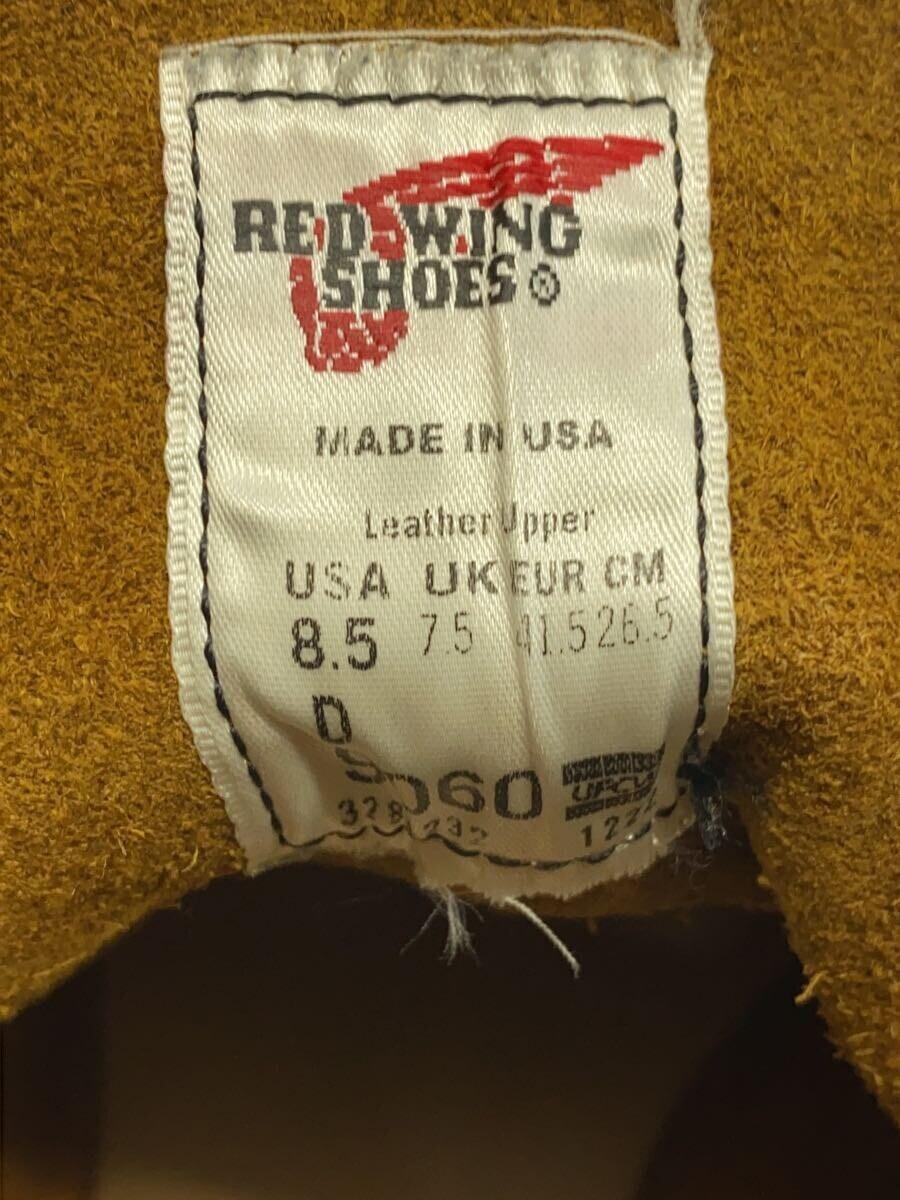 RED WING
SHOES ®
MADE IN USA
Leather Upper
USA UK EUR CM
8.5 7.5 41.5 26.5
D
UFCW